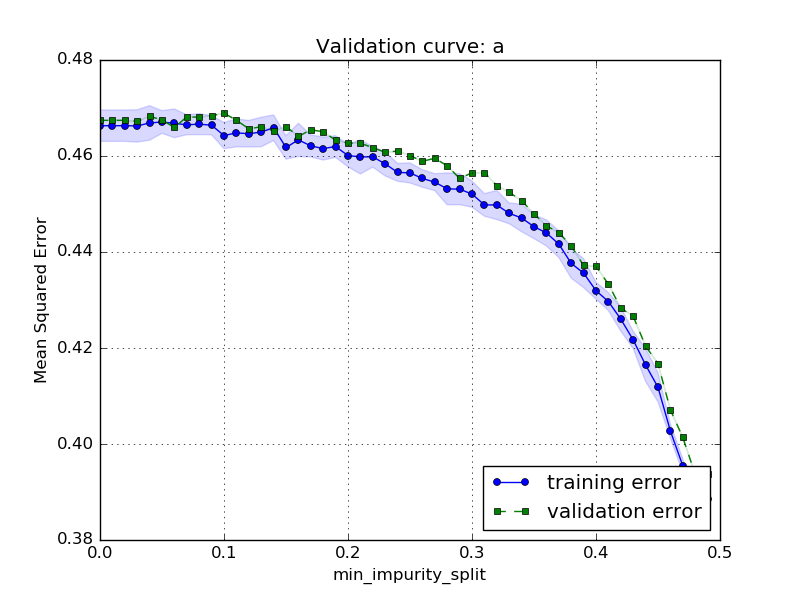 Validation curve: a
0.48
0.46
0.44
0.42
0.40
0.38
Mean Squared Error
training error
validation error
0.0 0.1 0.2 0.3 0.4 0.5
min_impurity_split